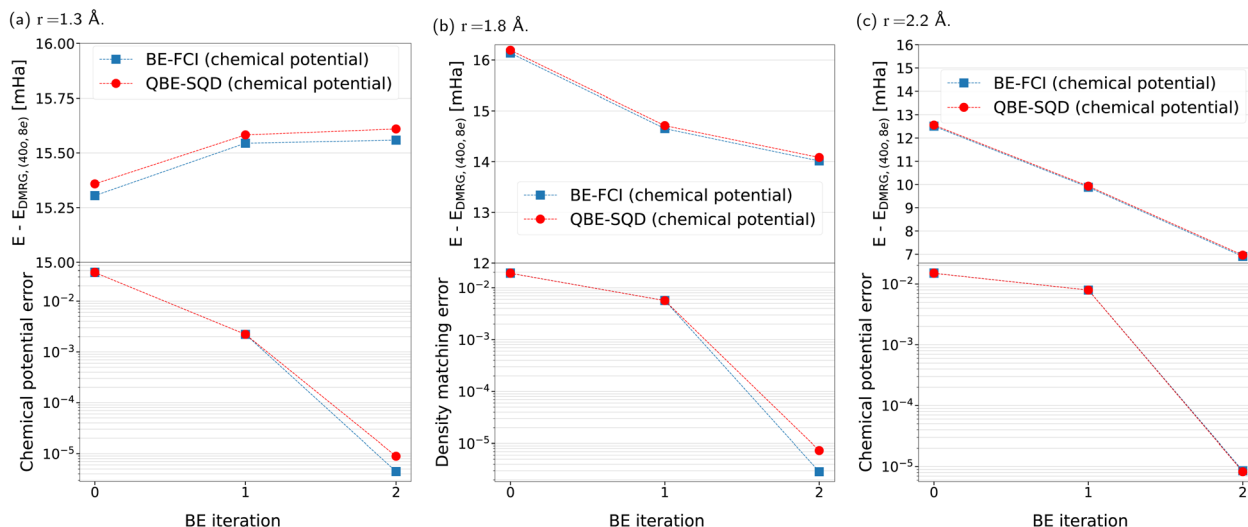 (a) r =1.3 Å.
16.00
15.75
15.50
15.25
15.00
E - E_DMRG, (40o, 8e) [mHa]
BE-FCI (chemical potential)
QBE-SQD (chemical potential)
10⁻²
10⁻³
10⁻⁴
10⁻⁵
Chemical potential error
0 1 2
BE iteration
(b) r =1.8 Å.
16
15
14
13
12
E - E_DMRG, (40o, 8e) [mHa]
BE-FCI (chemical potential)
QBE-SQD (chemical potential)
10⁻²
10⁻³
10⁻⁴
10⁻⁵
Density matching error
0 1 2
BE iteration
(c) r =2.2 Å.
16
15
14
13
12
11
10
9
8
7
E - E_DMRG, (40o, 8e) [mHa]
BE-FCI (chemical potential)
QBE-SQD (chemical potential)
10⁻²
10⁻³
10⁻⁴
10⁻⁵
Chemical potential error
0 1 2
BE iteration